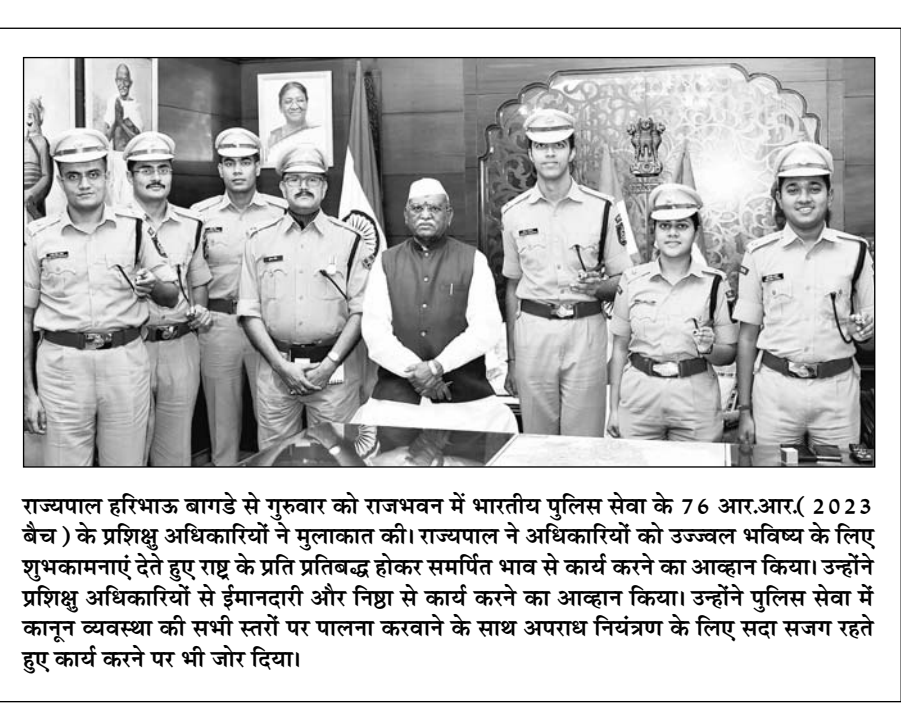 राज्यपाल हरिभाऊ बागडे से गुरुवार को राजभवन में भारतीय पुलिस सेवा के 76 आर.आर.( 2023
बैच ) के प्रशिक्षु अधिकारियों ने मुलाकात की। राज्यपाल ने अधिकारियों को उज्ज्वल भविष्य के लिए
शुभकामनाएं देते हुए राष्ट्र के प्रति प्रतिबद्ध होकर समर्पित भाव से कार्य करने का आव्हान किया। उन्होंने
प्रशिक्षु अधिकारियों से ईमानदारी और निष्ठा से कार्य करने का आव्हान किया। उन्होंने पुलिस सेवा में
कानून व्यवस्था की सभी स्तरों पर पालना करवाने के साथ अपराध नियंत्रण के लिए सदा सजग रहते
हुए कार्य करने पर भी जोर दिया।